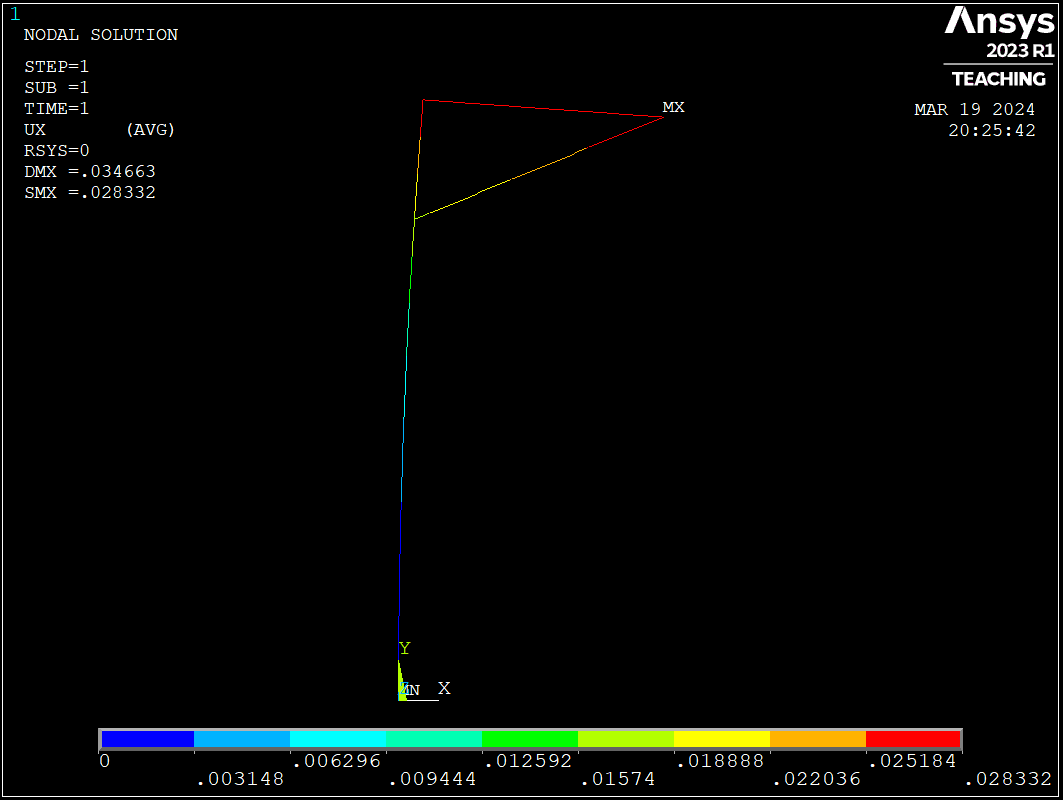 1
NODAL SOLUTION
STEP=1
SUB =1
TIME=1
UX (AVG)
RSYS=0
DMX =.034663
SMX =.028332
Ansys
2023 R1
TEACHING
MAR 19 2024
20:25:42
MX
Y
MN X
0 .006296 .012592 .018888 .025184
.003148 .009444 .01574 .022036 .028332